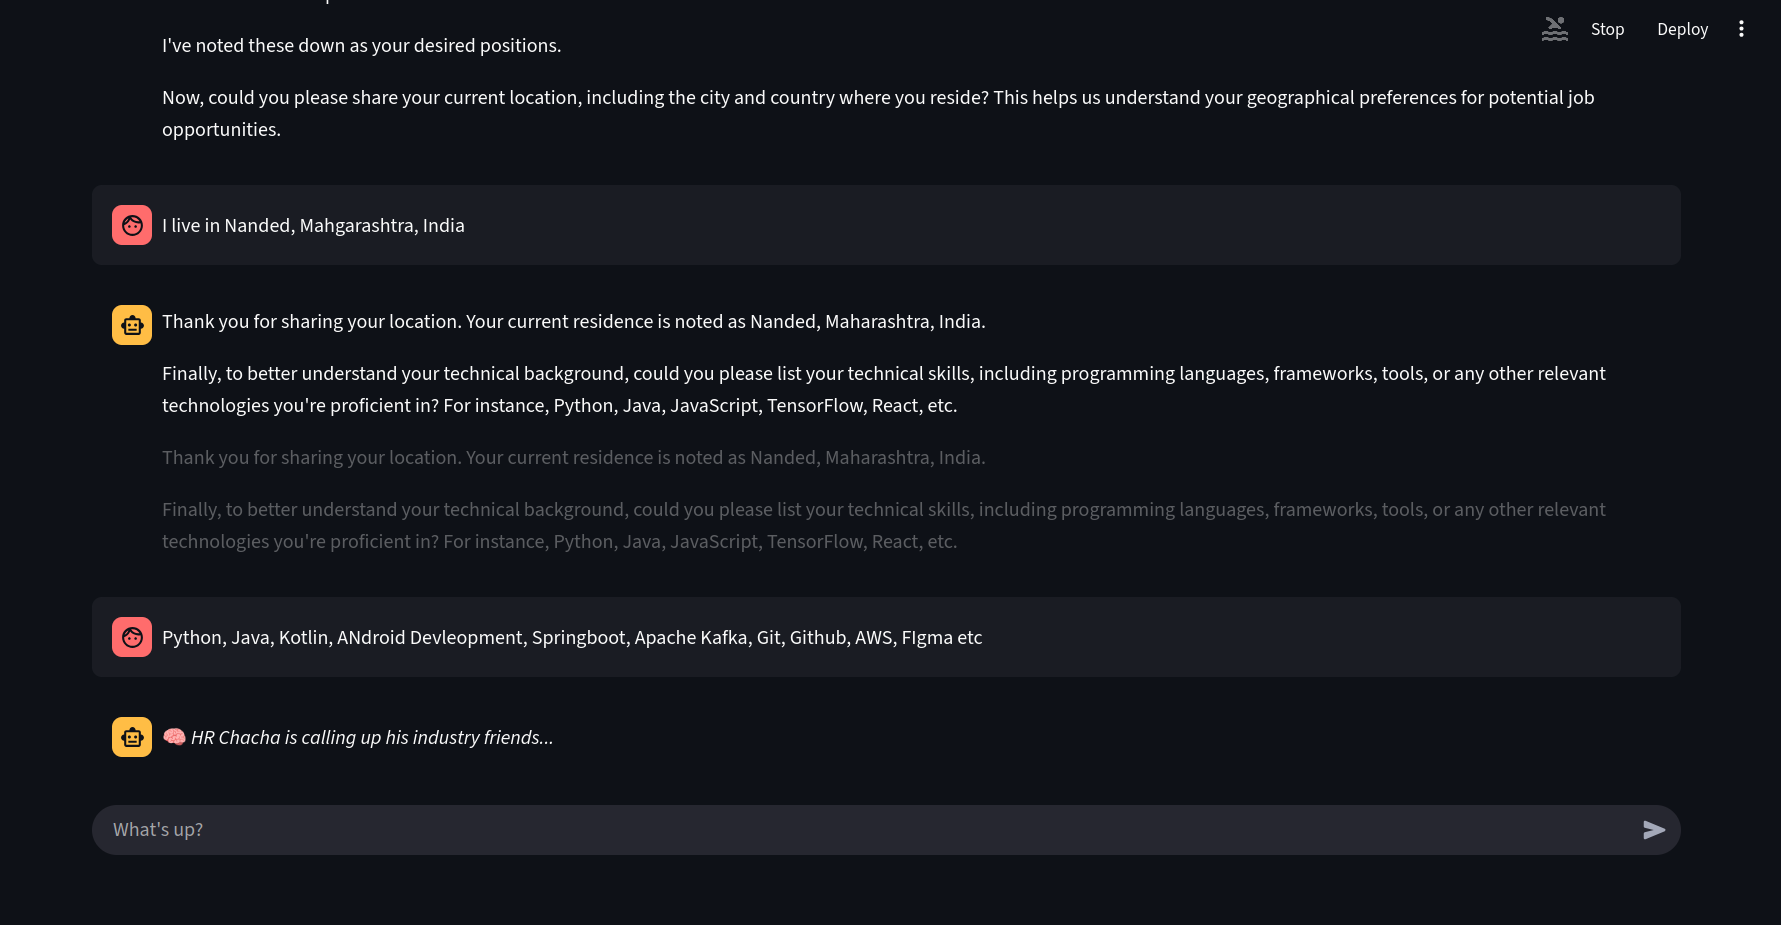 I've noted these down as your desired positions.
Stop
Deploy
Now, could you please share your current location, including the city and country where you reside? This helps us understand your geographical preferences for potential job
opportunities.
I live in Nanded, Mahgarashtra, India
Thank you for sharing your location. Your current residence is noted as Nanded, Maharashtra, India.
Finally, to better understand your technical background, could you please list your technical skills, including programming languages, frameworks, tools, or any other relevant
technologies you're proficient in? For instance, Python, Java, JavaScript, TensorFlow, React, etc.
Thank you for sharing your location. Your current residence is noted as Nanded, Maharashtra, India.
Finally, to better understand your technical background, could you please list your technical skills, including programming languages, frameworks, tools, or any other relevant
technologies you're proficient in? For instance, Python, Java, JavaScript, TensorFlow, React, etc.
Python, Java, Kotlin, ANdroid Devleopment, Springboot, Apache Kafka, Git, Github, AWS, FIgma etc
🧠 HR Chacha is calling up his industry friends...
What's up?